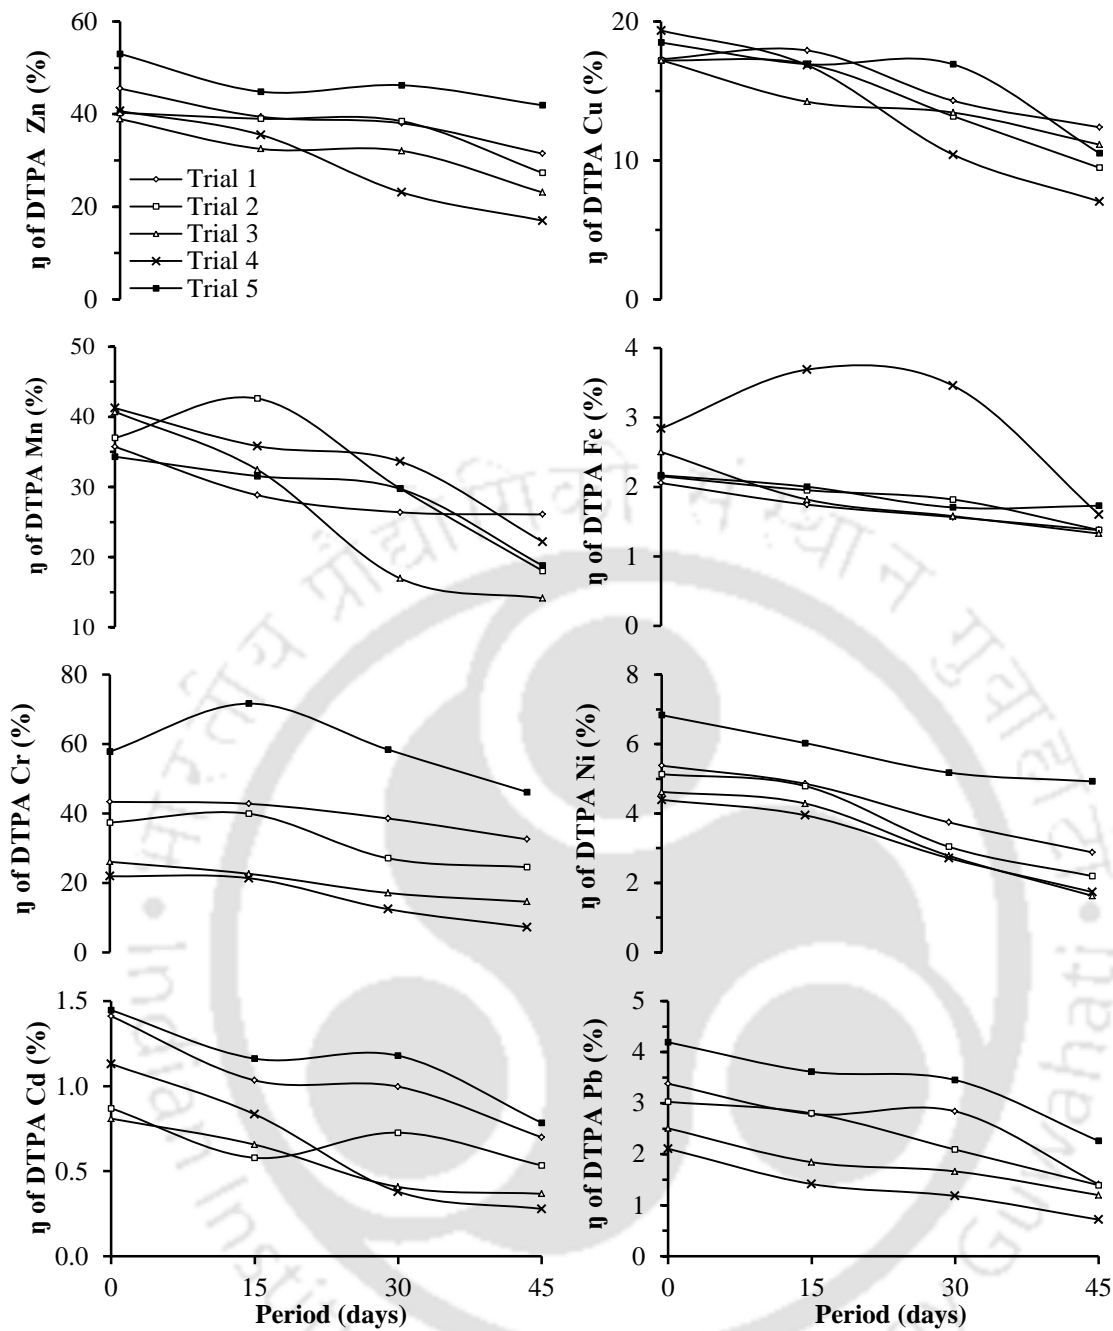 60
40
20
0
η of DTPA Zn (%)
Trial 1
Trial 2
Trial 3
Trial 4
Trial 5
20
10
0
η of DTPA Cu (%)
50
40
30
20
10
η of DTPA Mn (%)
4
3
2
1
0
η of DTPA Fe (%)
80
60
40
20
0
η of DTPA Cr (%)
8
6
4
2
0
η of DTPA Ni (%)
1.5
1.0
0.5
0.0
η of DTPA Cd (%)
0 15 30 45
Period (days)
5
4
3
2
1
0
η of DTPA Pb (%)
0 15 30 45
Period (days)
Indian
Guwahati